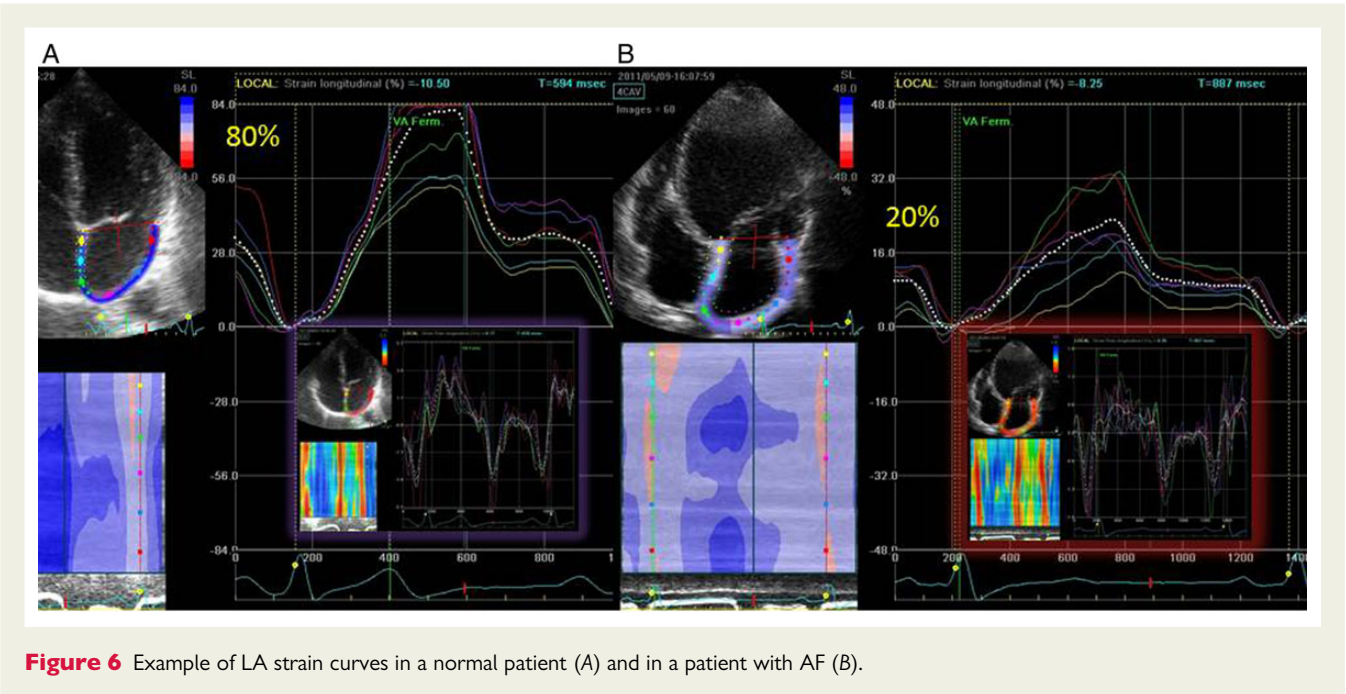 A
:28
SL
84.0
LOCAL: Strain longitudinal (%) =-10.50 T=594 msec
84.0
VA Ferm.
80%
56.0
28.0
0.0
-28.0
-56.0
-84.0
0 200 400 600 800
B
2011/05/09-16:07:59
4CAV
Images = 60
SL
48.0
-48.0
%
LOCAL: Strain longitudinal (%) =-8.25 T=887 msec
48.0
VA Ferm.
32.0
20%
16.0
0.0
-16.0
-32.0
-48.0
0 200 400 600 800 1000 1200
Figure 6 Example of LA strain curves in a normal patient (A) and in a patient with AF (B).